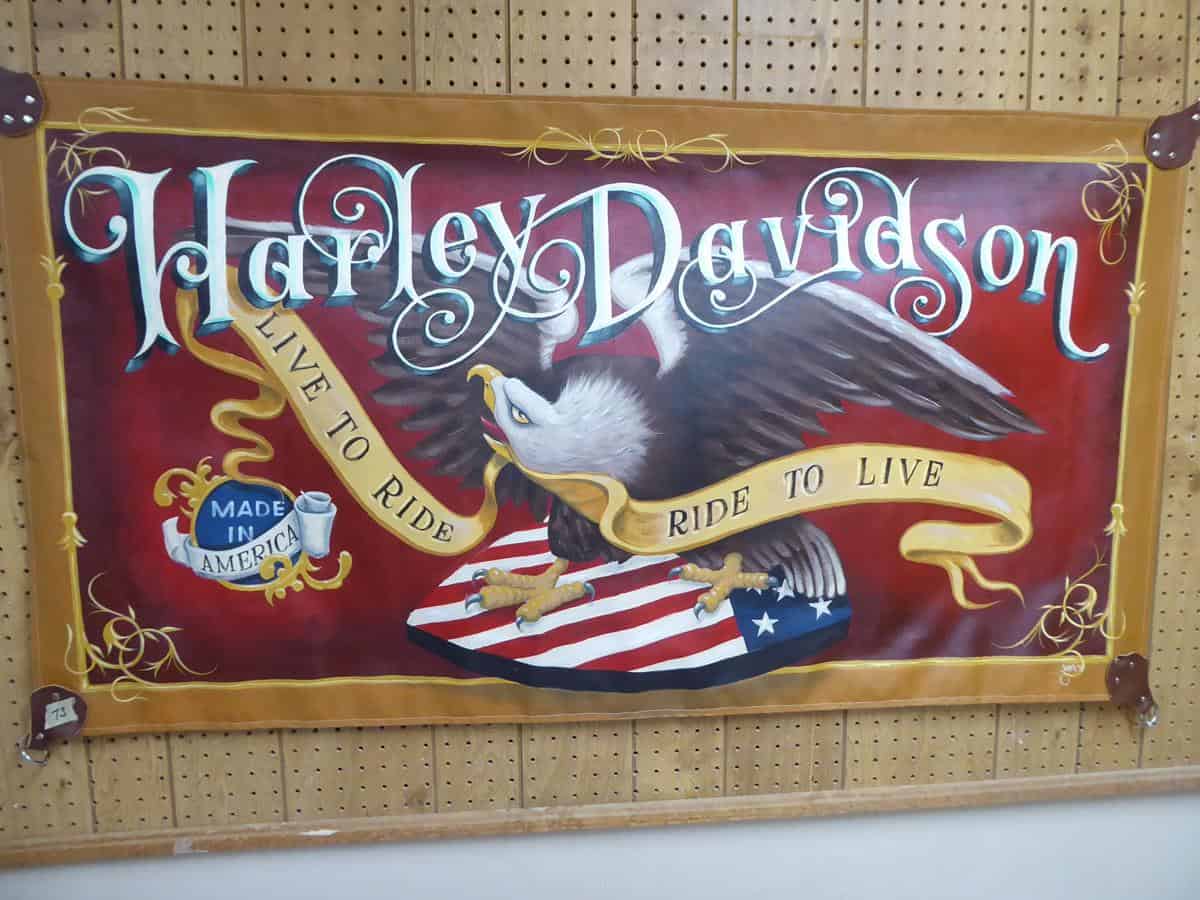 Harley Davidson
LIVE TO RIDE
RIDE TO LIVE
MADE
IN
AMERICA
73